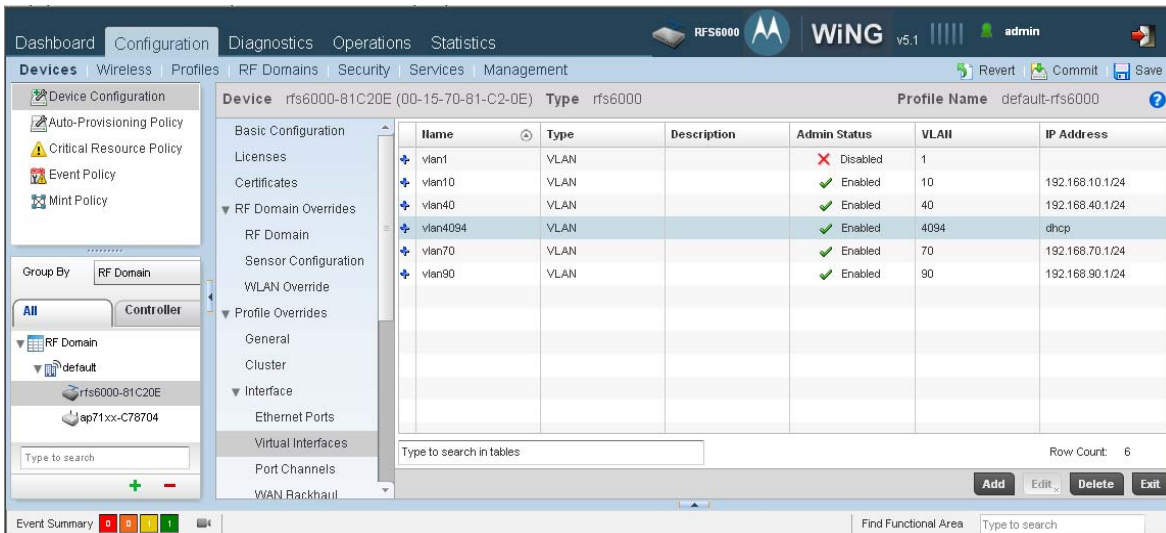 Dashboard Configuration Diagnostics Operations Statistics RFS6000 WiNG v5.1 admin
Devices Wireless Profiles RF Domains Security Services Management Revert Commit Save
Device Configuration
Auto-Provisioning Policy
Critical Resource Policy
Event Policy
Mint Policy
Group By RF Domain
All Controller
RF Domain
default
rfs6000-81C20E
ap71xx-C78704
Type to search
Device rfs6000-81C20E (00-15-70-81-C2-0E) Type rfs6000 Profile Name default-rfs6000
Basic Configuration
Licenses
Certificates
RF Domain Overrides
RF Domain
Sensor Configuration
WLAN Override
Profile Overrides
General
Cluster
Interface
Ethernet Ports
Virtual Interfaces
Port Channels
WAN Backhaul
Name Type Description Admin Status VLAN IP Address
vlan1 VLAN Disabled 1
vlan10 VLAN Enabled 10 192.168.10.1/24
vlan40 VLAN Enabled 40 192.168.40.1/24
vlan4094 VLAN Enabled 4094 dhcp
vlan70 VLAN Enabled 70 192.168.70.1/24
vlan90 VLAN Enabled 90 192.168.90.1/24
Type to search in tables Row Count: 6
Add Edit Delete Exit
Event Summary 0 0 1 1 Find Functional Area Type to search